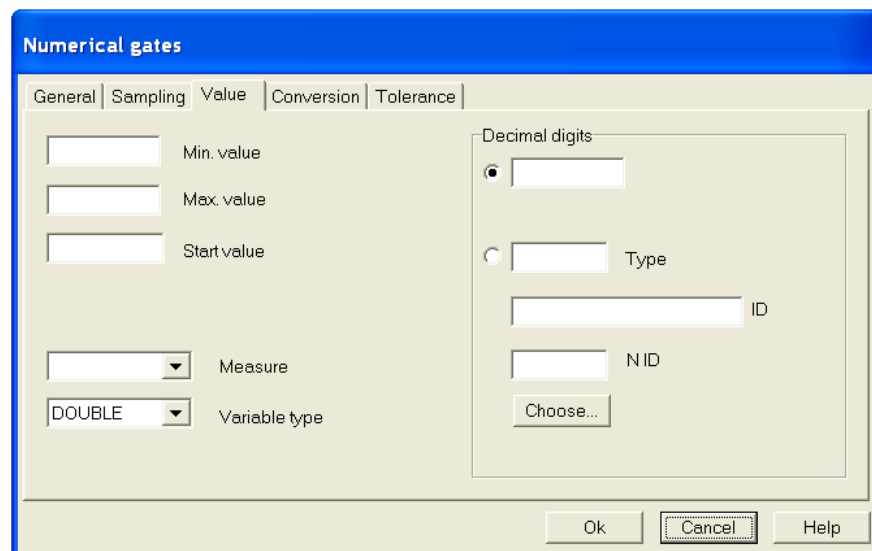 Numerical gates
General Sampling Value Conversion Tolerance
Min. value
Max. value
Start value
Measure
DOUBLE Variable type
Decimal digits
Type
ID
N ID
Choose...
Ok Cancel Help